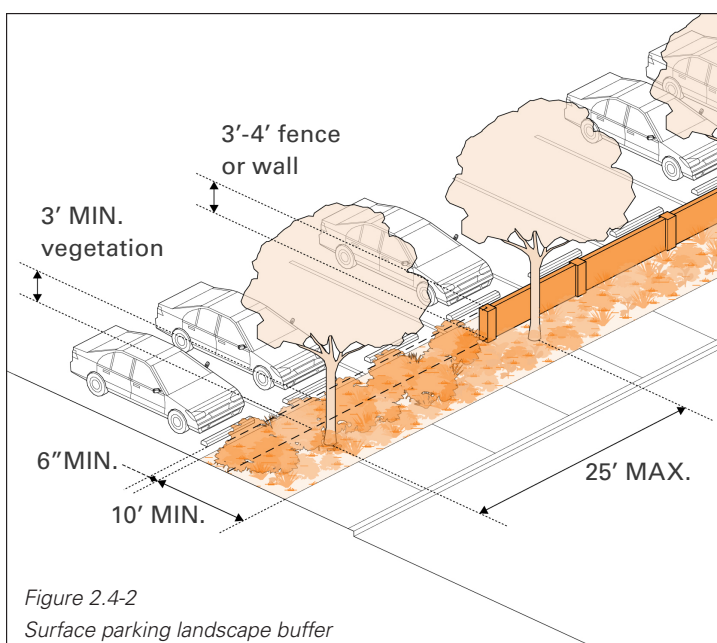 3’-4’ fence
or wall
3’ MIN.
vegetation
6”MIN.
10’ MIN.
25’ MAX.
Figure 2.4-2
Surface parking landscape buffer